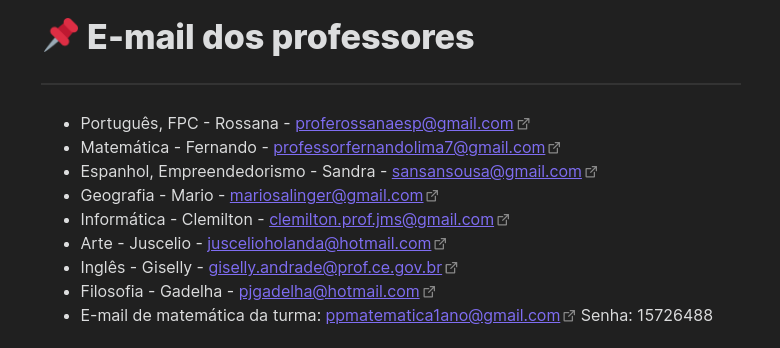 📌 E-mail dos professores
• Português, FPC - Rossana - proferossanaesp@gmail.com
• Matemática - Fernando - professorfernandolima7@gmail.com
• Espanhol, Empreendedorismo - Sandra - sansansousa@gmail.com
• Geografia - Mario - mariosalinger@gmail.com
• Informática - Clemilton - clemilton.prof.jms@gmail.com
• Arte - Juscelio - juscelioholanda@hotmail.com
• Inglês - Giselly - giselly.andrade@prof.ce.gov.br
• Filosofia - Gadelha - pjgadelha@hotmail.com
• E-mail de matemática da turma: ppmatematica1ano@gmail.com Senha: 15726488